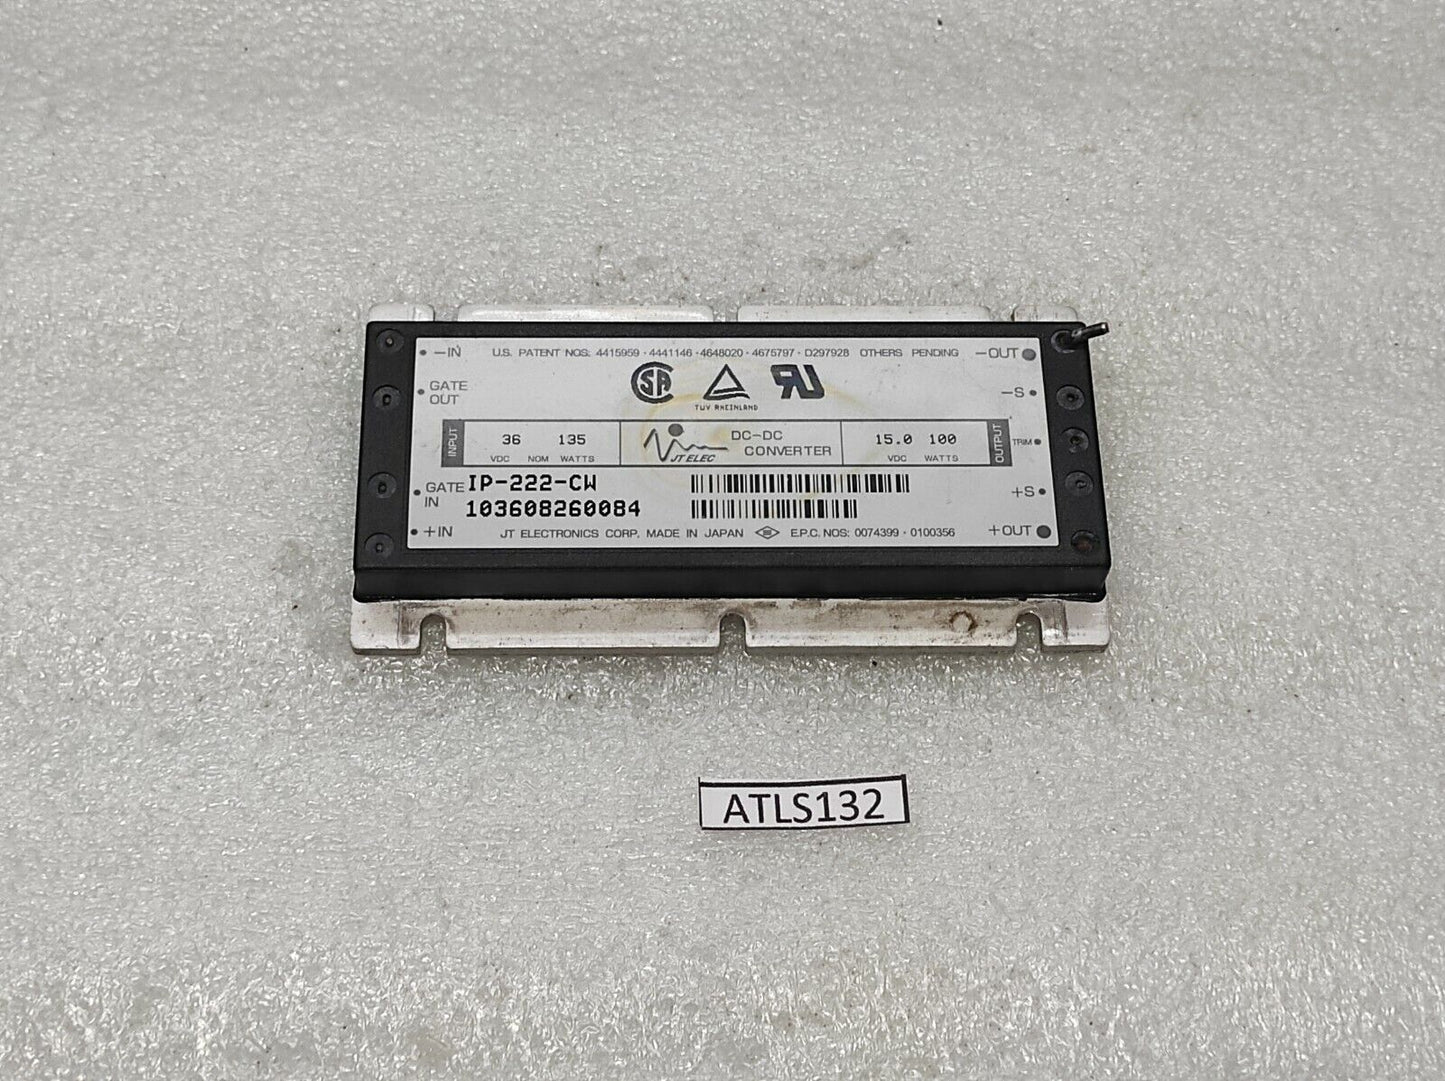 -IN U.S. PATENT NOS: 4415959 · 4441146 · 4648020 · 4675797 · D297928 OTHERS PENDING -OUT
GATE OUT
SA
TUV RHEINLAND
RU
-S
INPUT 36 VDC NOM 135 WATTS
JT ELEC
DC-DC CONVERTER
15.0 VDC 100 WATTS OUTPUT
TRIM
GATE IN
IP-222-CW
103608260084
+S
+IN JT ELECTRONICS CORP. MADE IN JAPAN E.P.C. NOS: 0074399 · 0100356 +OUT
ATLS132